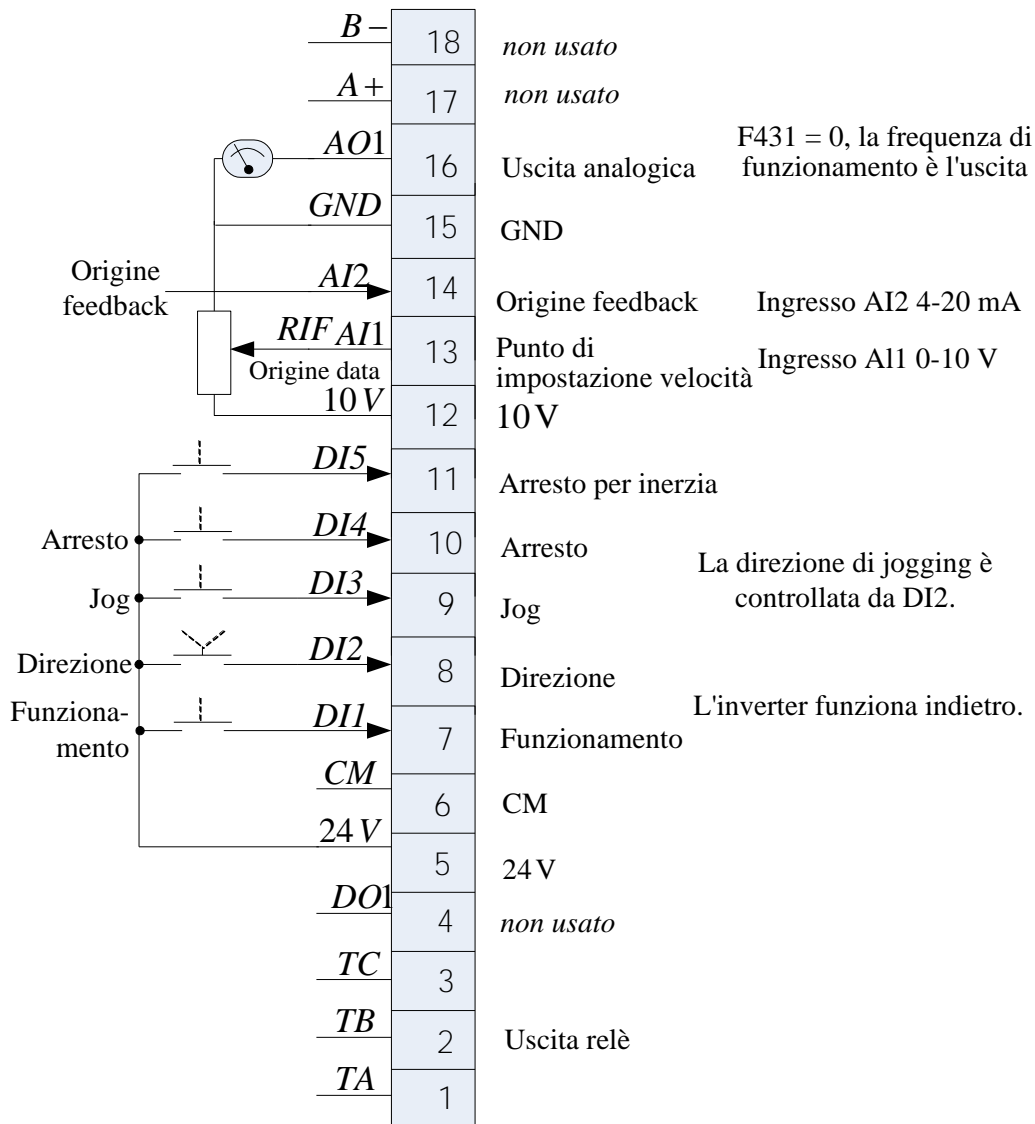 B –
18
non usato
A +
17
non usato
AO1
16
Uscita analogica
F431 = 0, la frequenza di
funzionamento è l'uscita
GND
15
GND
Origine
feedback
AI2
14
Origine feedback
Ingresso AI2 4-20 mA
RIF AI1
Origine data
13
Punto di
impostazione velocità
Ingresso Al1 0-10 V
10 V
12
10 V
DI5
11
Arresto per inerzia
Arresto
DI4
10
Arresto
La direzione di jogging è
controllata da DI2.
Jog
DI3
9
Jog
Direzione
DI2
8
Direzione
L'inverter funziona indietro.
Funziona-
mento
DI1
7
Funzionamento
CM
6
CM
24 V
5
24 V
DO1
4
non usato
TC
3
TB
2
Uscita relè
TA
1